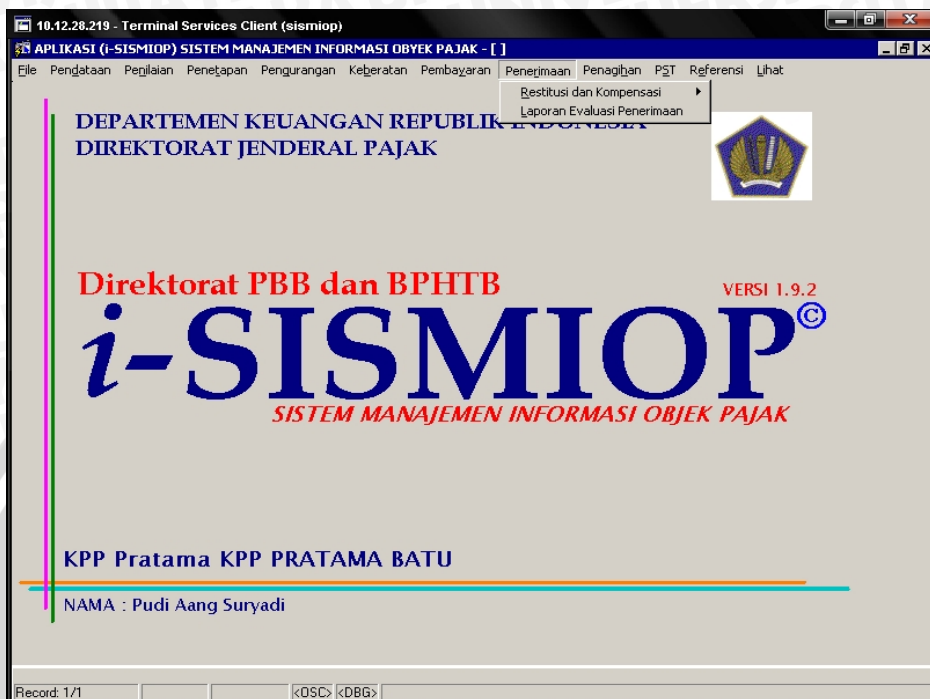 10.12.28.219 - Terminal Services Client (sismiop)
APLIKASI (i-SISMIOP) SISTEM MANAJEMEN INFORMASI OBYEK PAJAK - [ ]
File Pendataan Penilaian Penetapan Pengurangan Keberatan Pembayaran Penerimaan Penagihan PST Referensi Lihat
Restitusi dan Kompensasi
Laporan Evaluasi Penerimaan
DEPARTEMEN KEUANGAN REPUBLIK INDONESIA
DIREKTORAT JENDERAL PAJAK
Direktorat PBB dan BPHTB
VERSI 1.9.2
i-SISMIOP©
SISTEM MANAJEMEN INFORMASI OBJEK PAJAK
KPP Pratama KPP PRATAMA BATU
NAMA : Pudi Aang Suryadi
Record: 1/1 <OSC> <DBG>